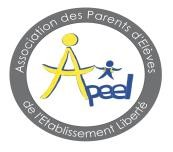 Association des Parents d'Elèves
Apeel
de l'Etablissement Liberté